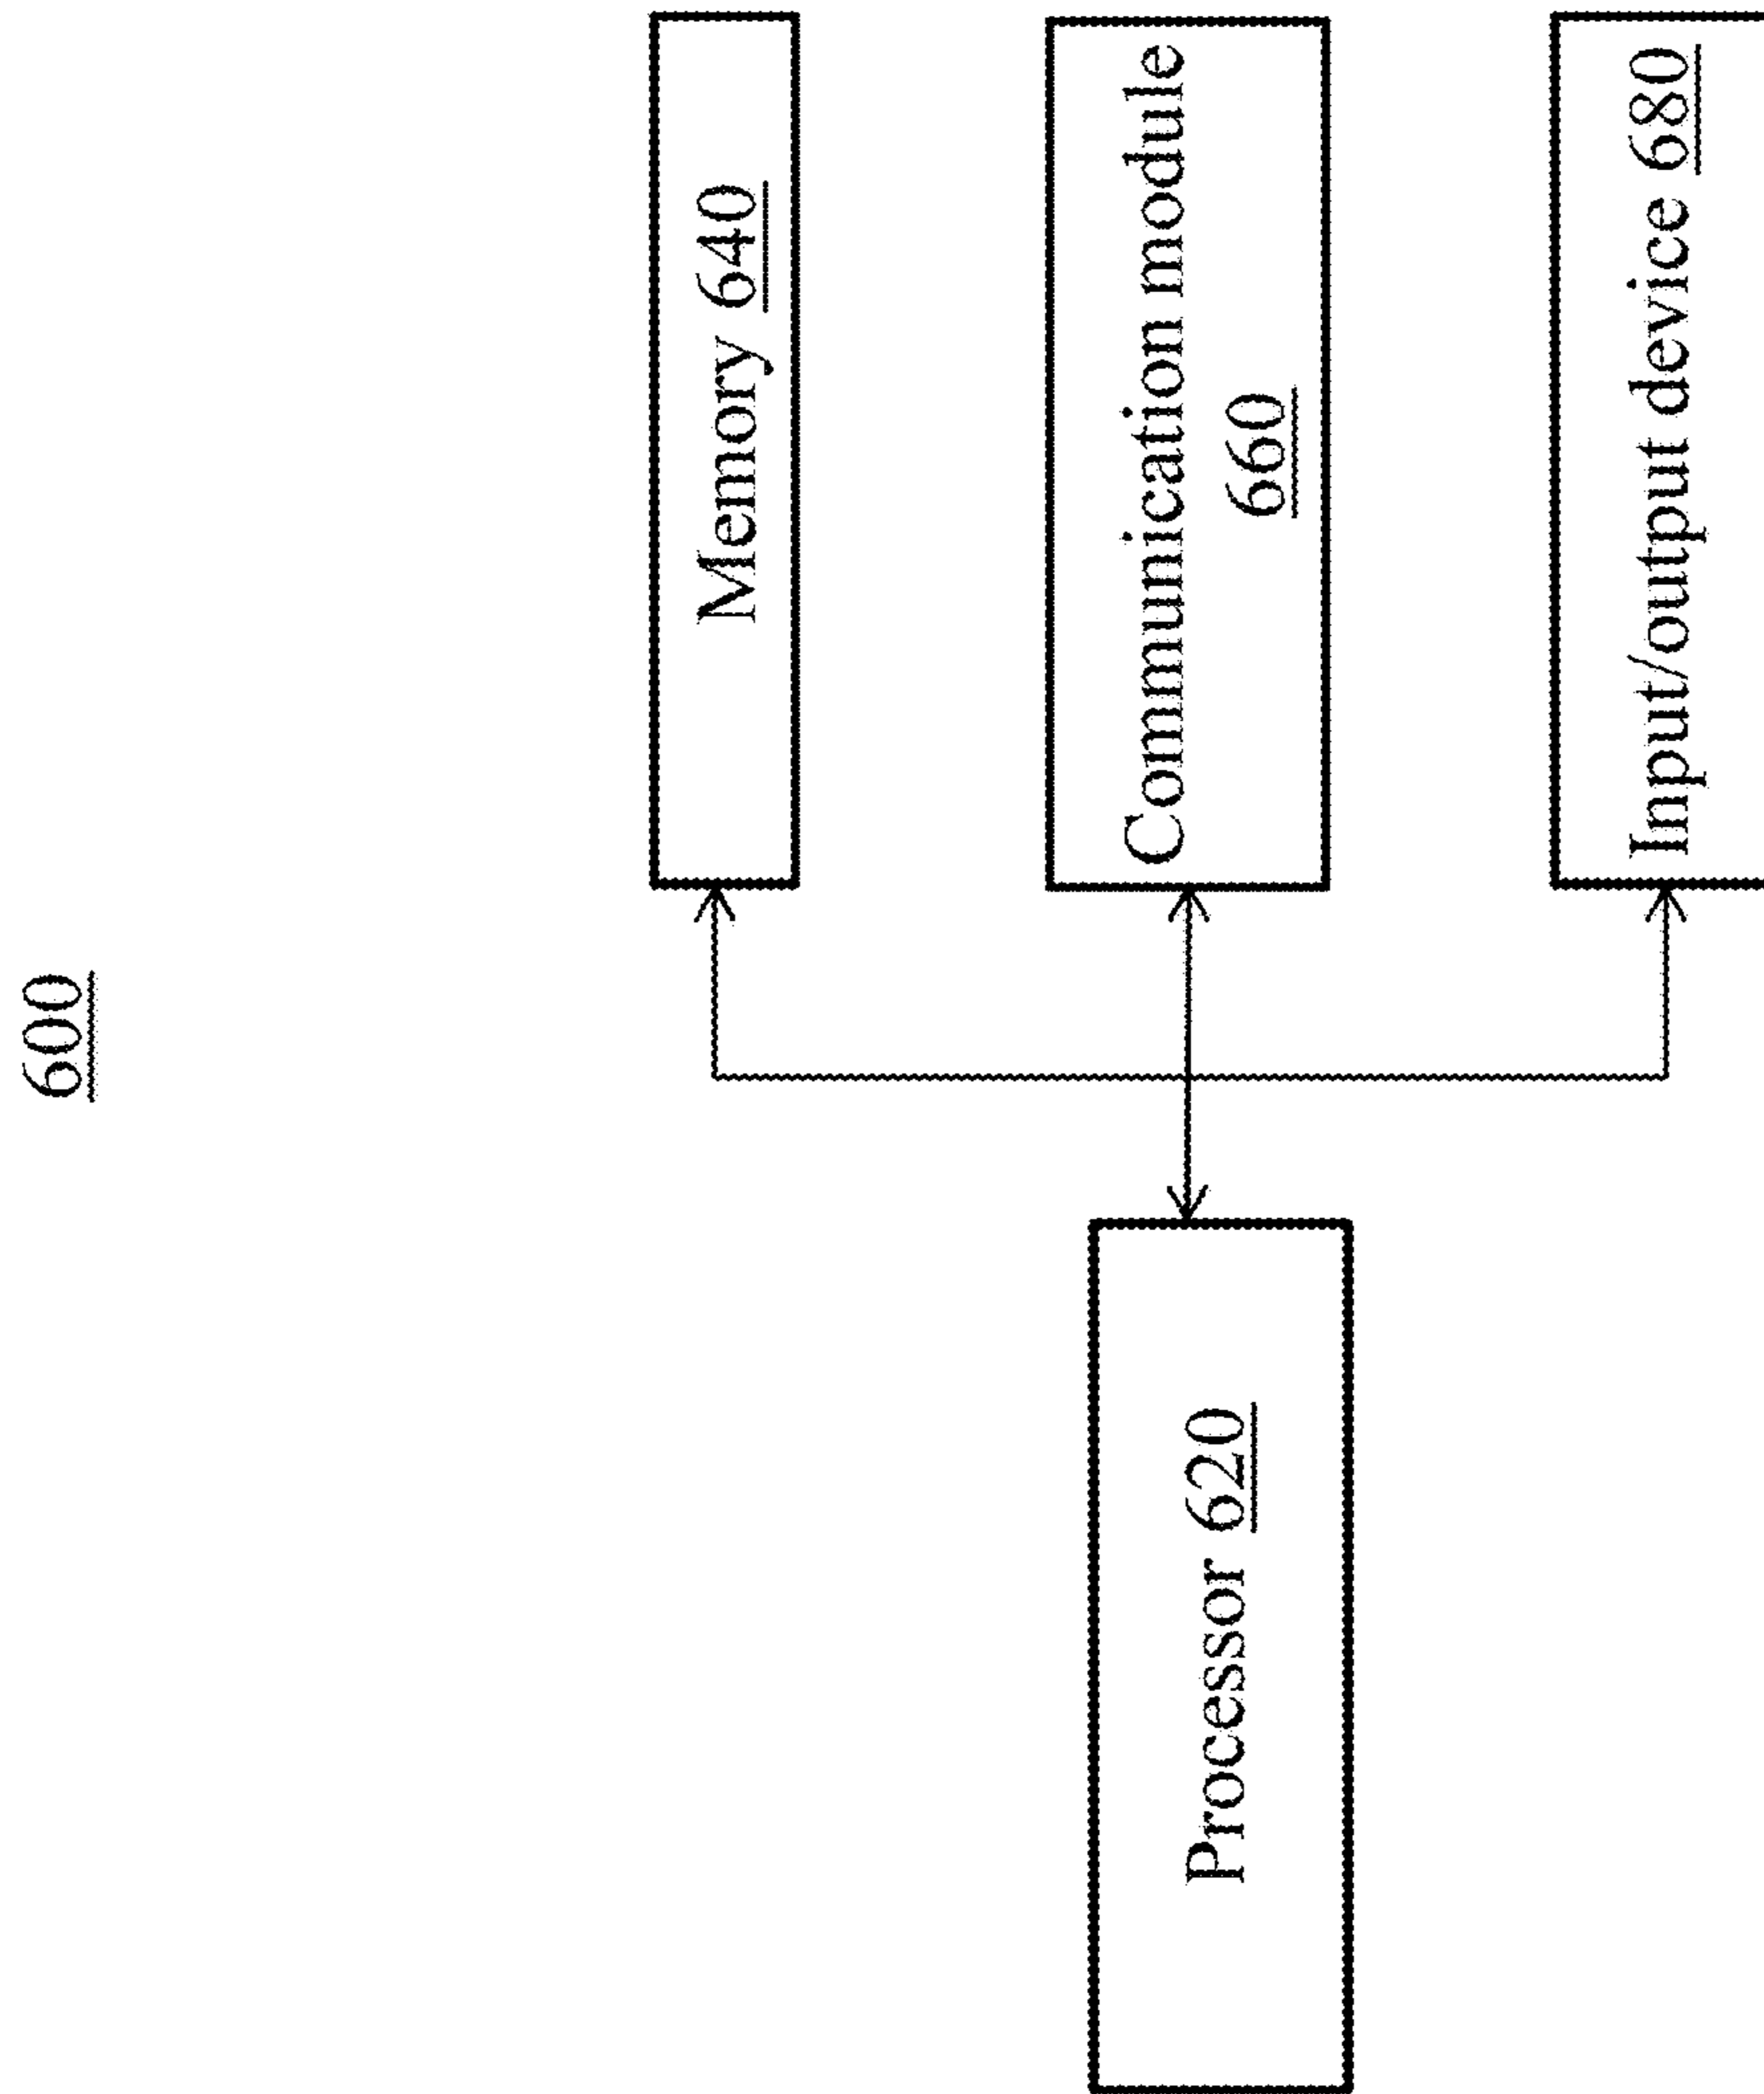 600
Memory 640
Communication module
660
Input/output device 680
Processor 620